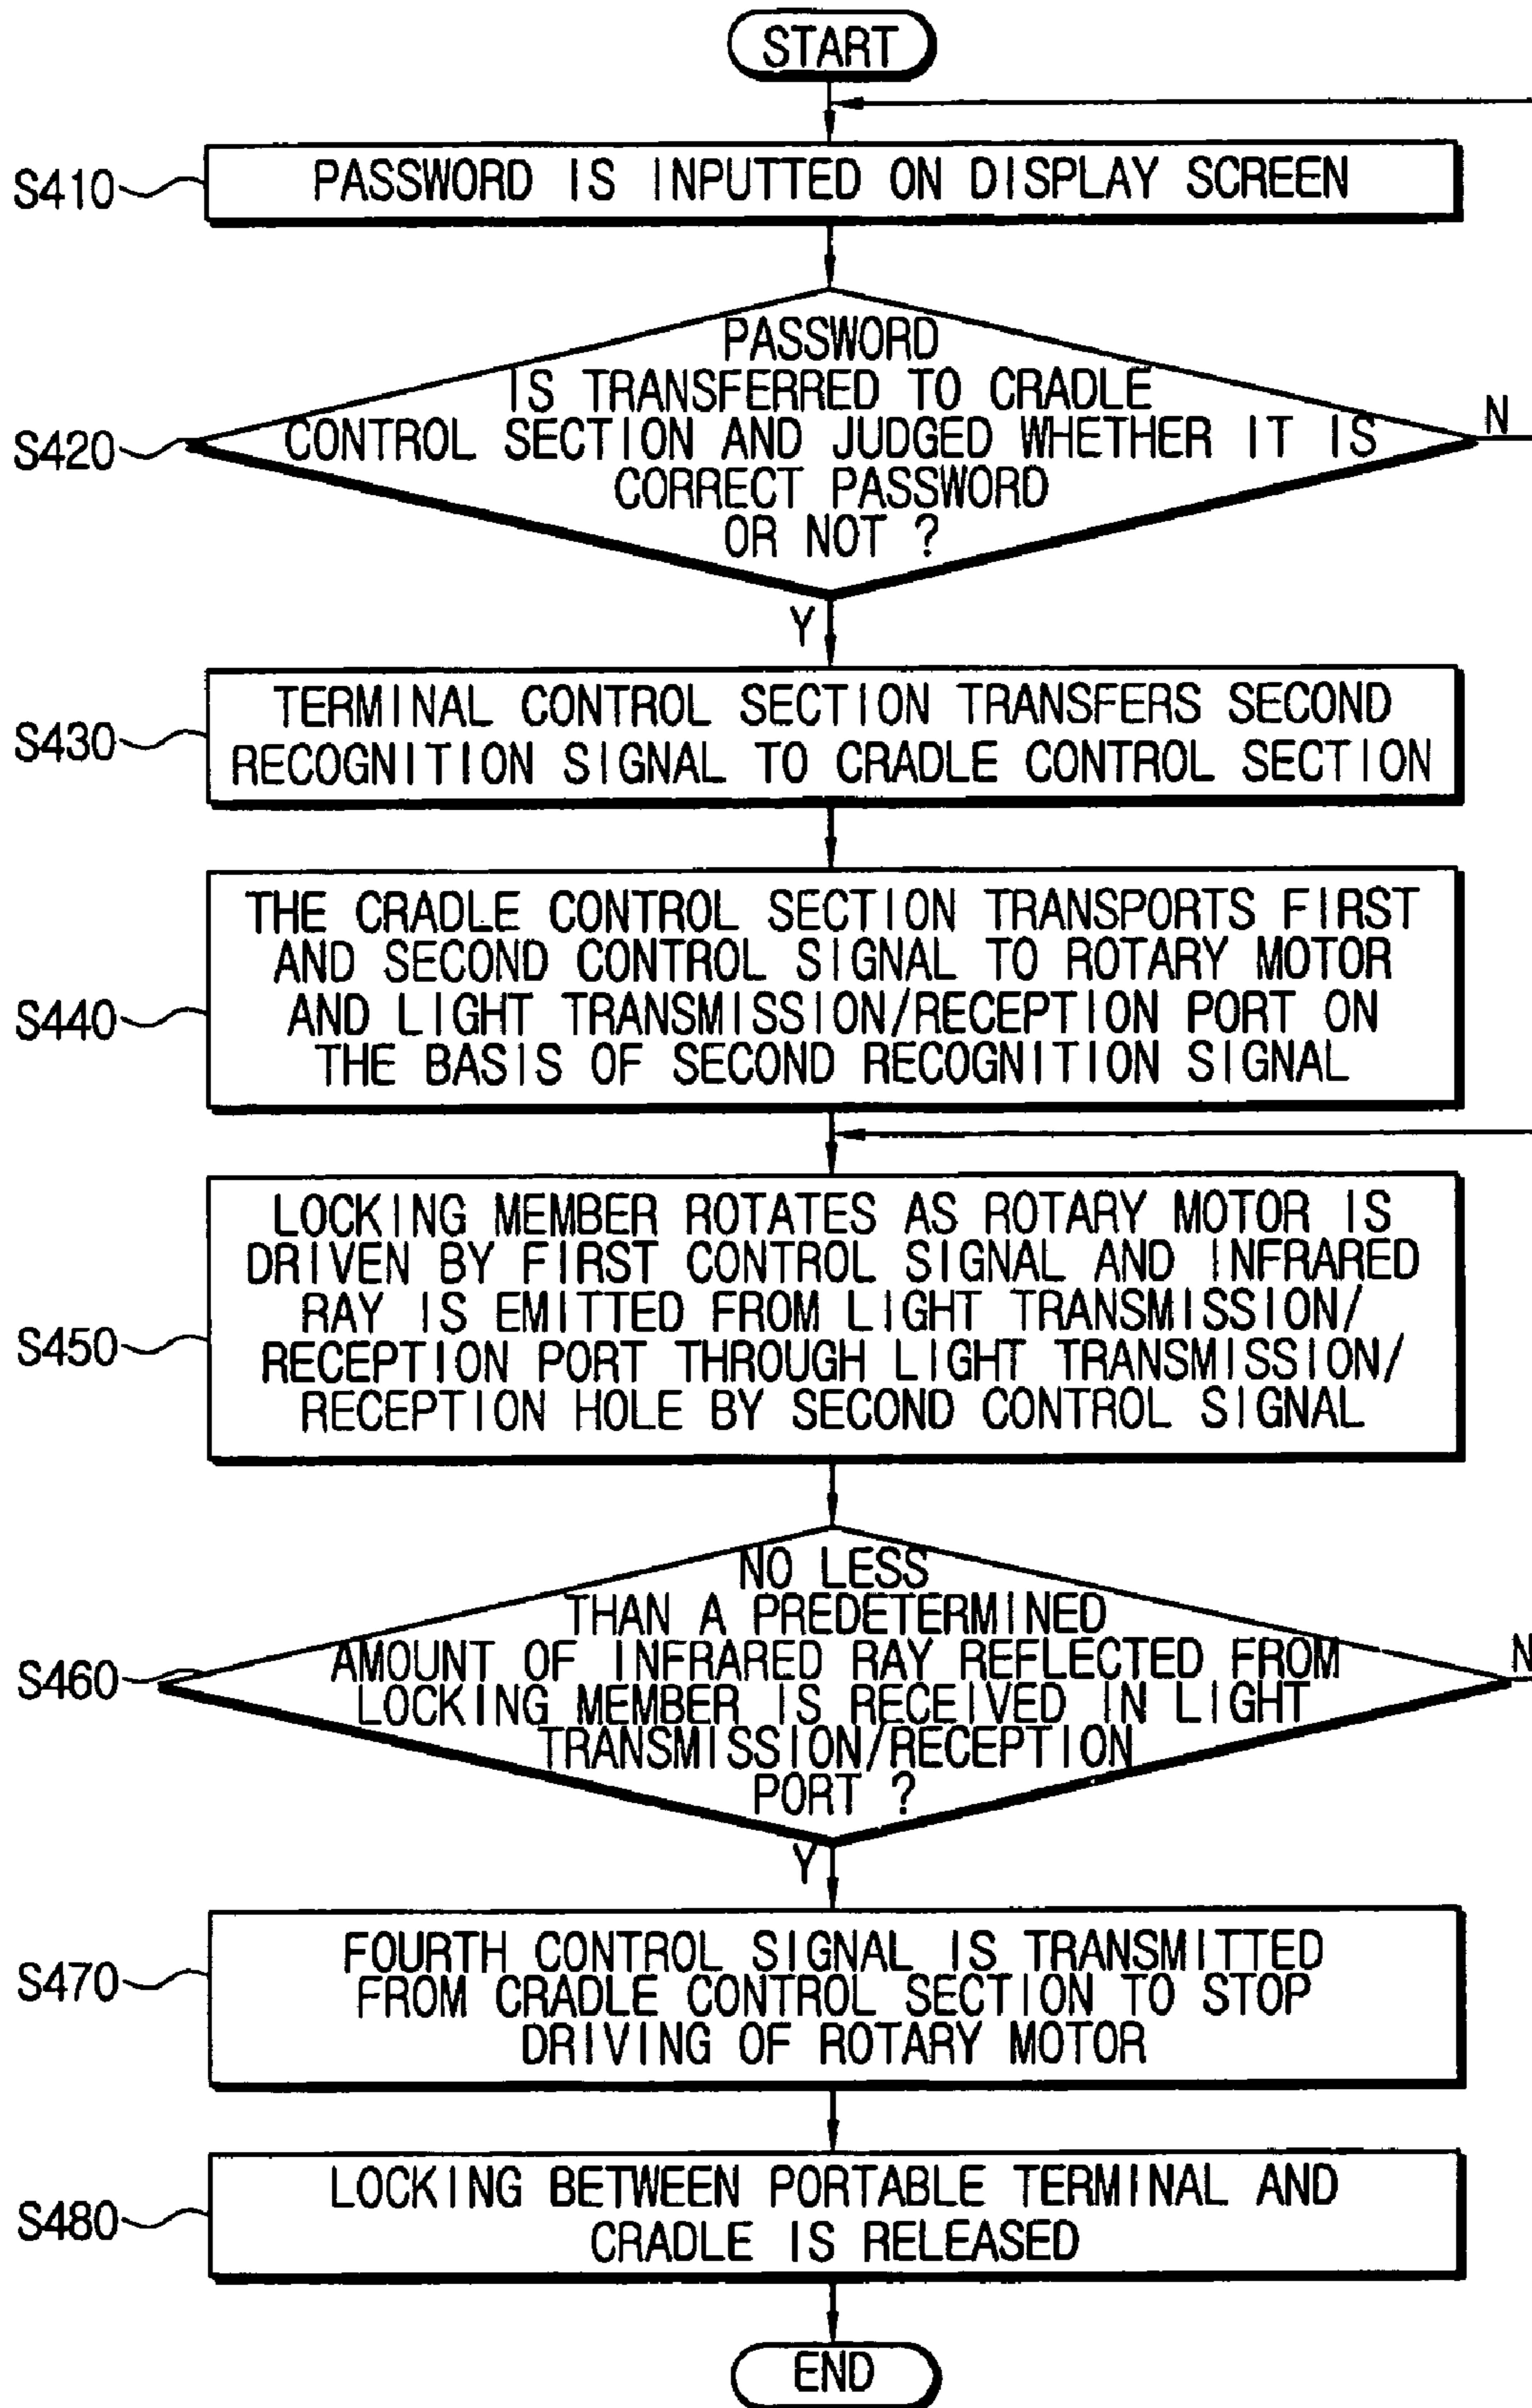 START
S410
PASSWORD IS INPUTTED ON DISPLAY SCREEN
S420
PASSWORD
IS TRANSFERRED TO CRADLE
CONTROL SECTION AND JUDGED WHETHER IT IS
CORRECT PASSWORD
OR NOT ?
N
Y
S430
TERMINAL CONTROL SECTION TRANSFERS SECOND
RECOGNITION SIGNAL TO CRADLE CONTROL SECTION
S440
THE CRADLE CONTROL SECTION TRANSPORTS FIRST
AND SECOND CONTROL SIGNAL TO ROTARY MOTOR
AND LIGHT TRANSMISSION/RECEPTION PORT ON
THE BASIS OF SECOND RECOGNITION SIGNAL
S450
LOCKING MEMBER ROTATES AS ROTARY MOTOR IS
DRIVEN BY FIRST CONTROL SIGNAL AND INFRARED
RAY IS EMITTED FROM LIGHT TRANSMISSION/
RECEPTION PORT THROUGH LIGHT TRANSMISSION/
RECEPTION HOLE BY SECOND CONTROL SIGNAL
S460
NO LESS
THAN A PREDETERMINED
AMOUNT OF INFRARED RAY REFLECTED FROM
LOCKING MEMBER IS RECEIVED IN LIGHT
TRANSMISSION/RECEPTION
PORT ?
N
Y
S470
FOURTH CONTROL SIGNAL IS TRANSMITTED
FROM CRADLE CONTROL SECTION TO STOP
DRIVING OF ROTARY MOTOR
S480
LOCKING BETWEEN PORTABLE TERMINAL AND
CRADLE IS RELEASED
END